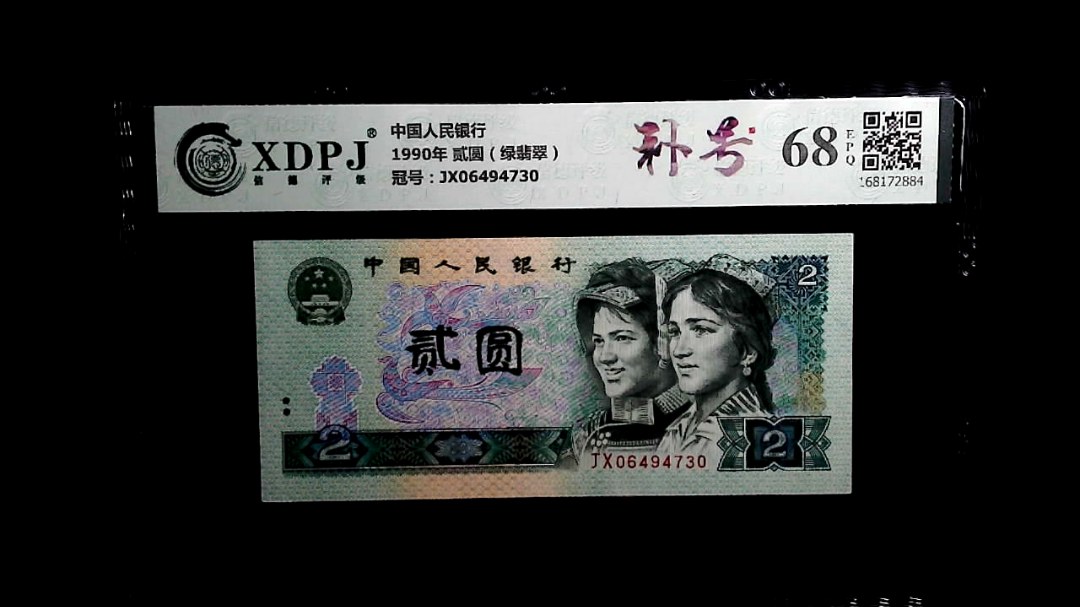 XDPJ®
信德评级
中国人民银行
1990年 贰圆（绿翡翠）
冠号：JX06494730
补号
68
EPQ
168172884
中国人民银行
2
贰圆
2
2
JX06494730